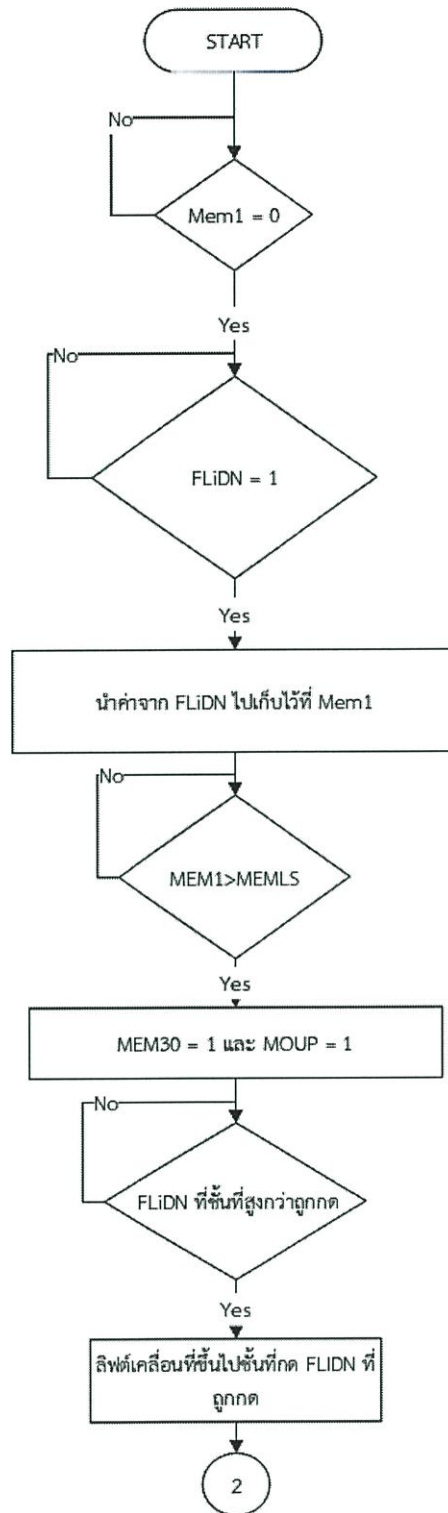 START
No
Mem1 = 0
Yes
No
FLiDN = 1
Yes
นำค่าจาก FLiDN ไปเก็บไว้ที่ Mem1
No
MEM1>MEMLS
Yes
MEM30 = 1 และ MOUP = 1
No
FLiDN ที่ชั้นที่สูงกว่าถูกกด
Yes
ลิฟต์เคลื่อนที่ขึ้นไปชั้นที่กด FLIDN ที่
ถูกกด
2